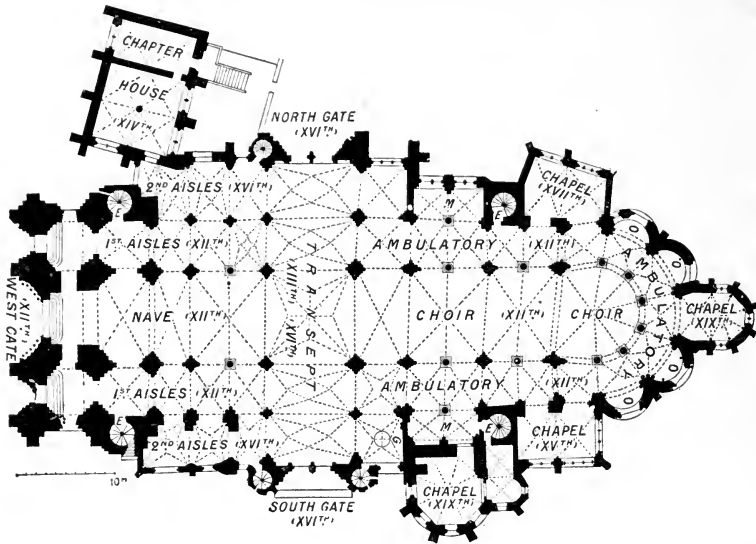 CHAPTER
HOUSE
(XIVTH)
NORTH GATE
(XVITH)
2ND AISLES (XVITH)
M
E
CHAPEL
(XVIITH)
E
1ST AISLES (XIITH)
AMBULATORY (XIITH)
O
AMBULATORY
O
WEST GATE
(XIITH)
NAVE (XIITH)
TRANSEPT
(XIIITH) (XVITH)
CHOIR (XIITH) CHOIR
CHAPEL
(XIXTH)
1ST AISLES (XIITH)
AMBULATORY (XIITH)
O
O
E
2ND AISLES (XVITH)
G
M
E
CHAPEL
(XVTH)
10M
SOUTH GATE
(XVITH)
CHAPEL
(XIXTH)